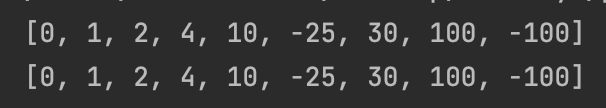 [0, 1, 2, 4, 10, -25, 30, 100, -100]
[0, 1, 2, 4, 10, -25, 30, 100, -100]